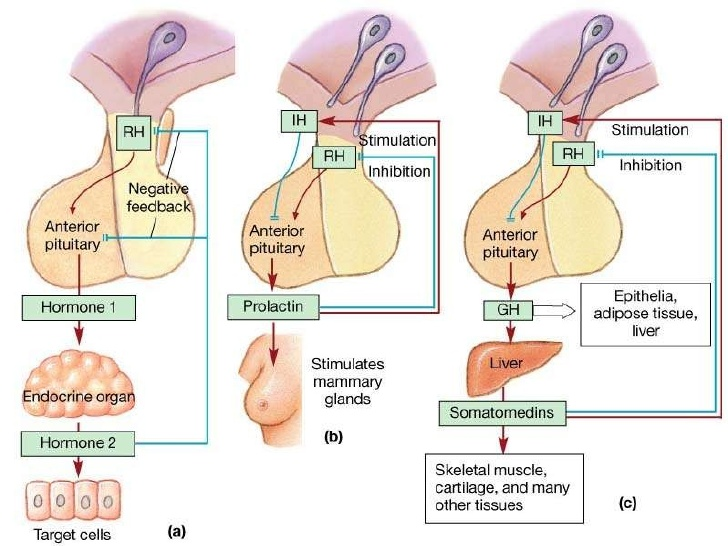 RH
Negative
feedback
Anterior
pituitary
Hormone 1
Endocrine organ
Hormone 2
Target cells
(a)
IH
Stimulation
RH
Inhibition
Anterior
pituitary
Prolactin
Stimulates
mammary
glands
(b)
IH
Stimulation
RH
Inhibition
Anterior
pituitary
GH
Epithelia,
adipose tissue,
liver
Liver
Somatomedins
Skeletal muscle,
cartilage, and many
other tissues
(c)